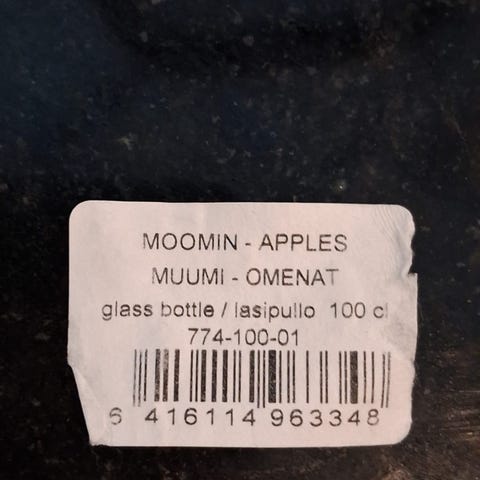 MOOMIN - APPLES
MUUMI - OMENAT
glass bottle / lasipullo 100 cl
774-100-01
6 416114 963348